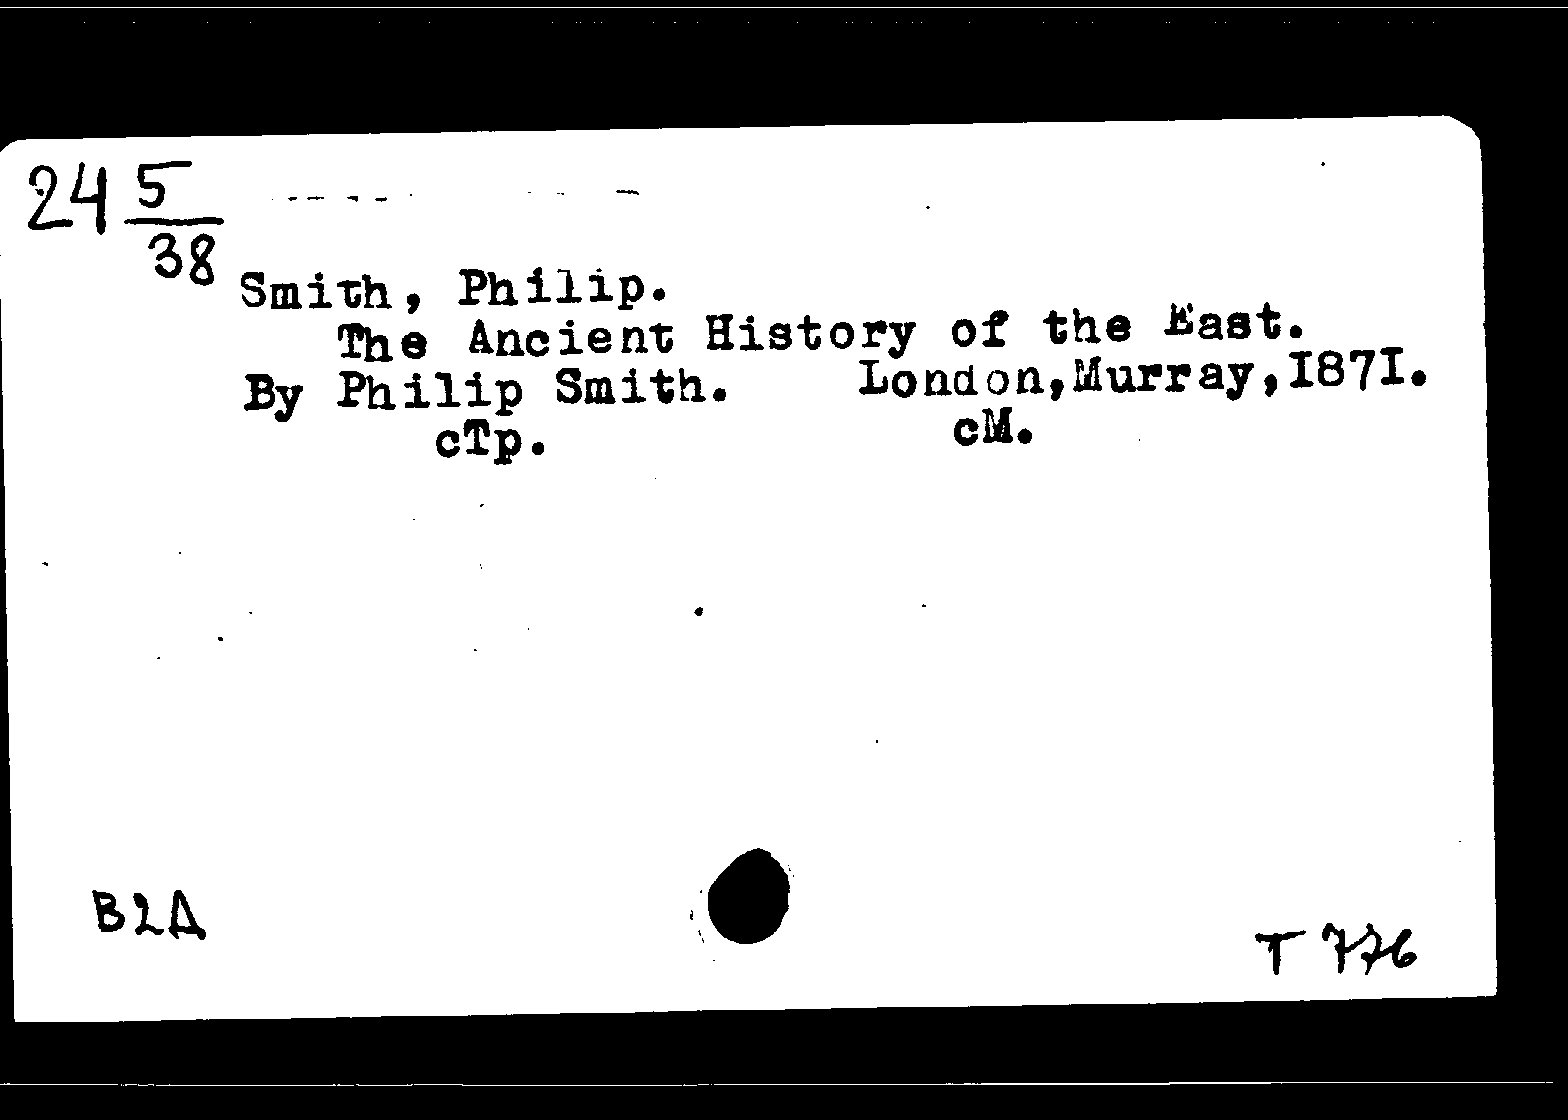 24 5/38
Smith, Philip.
The Ancient History of the East.
By Philip Smith. London,Murray,I87I.
cTp. cM.
B2A
T 776